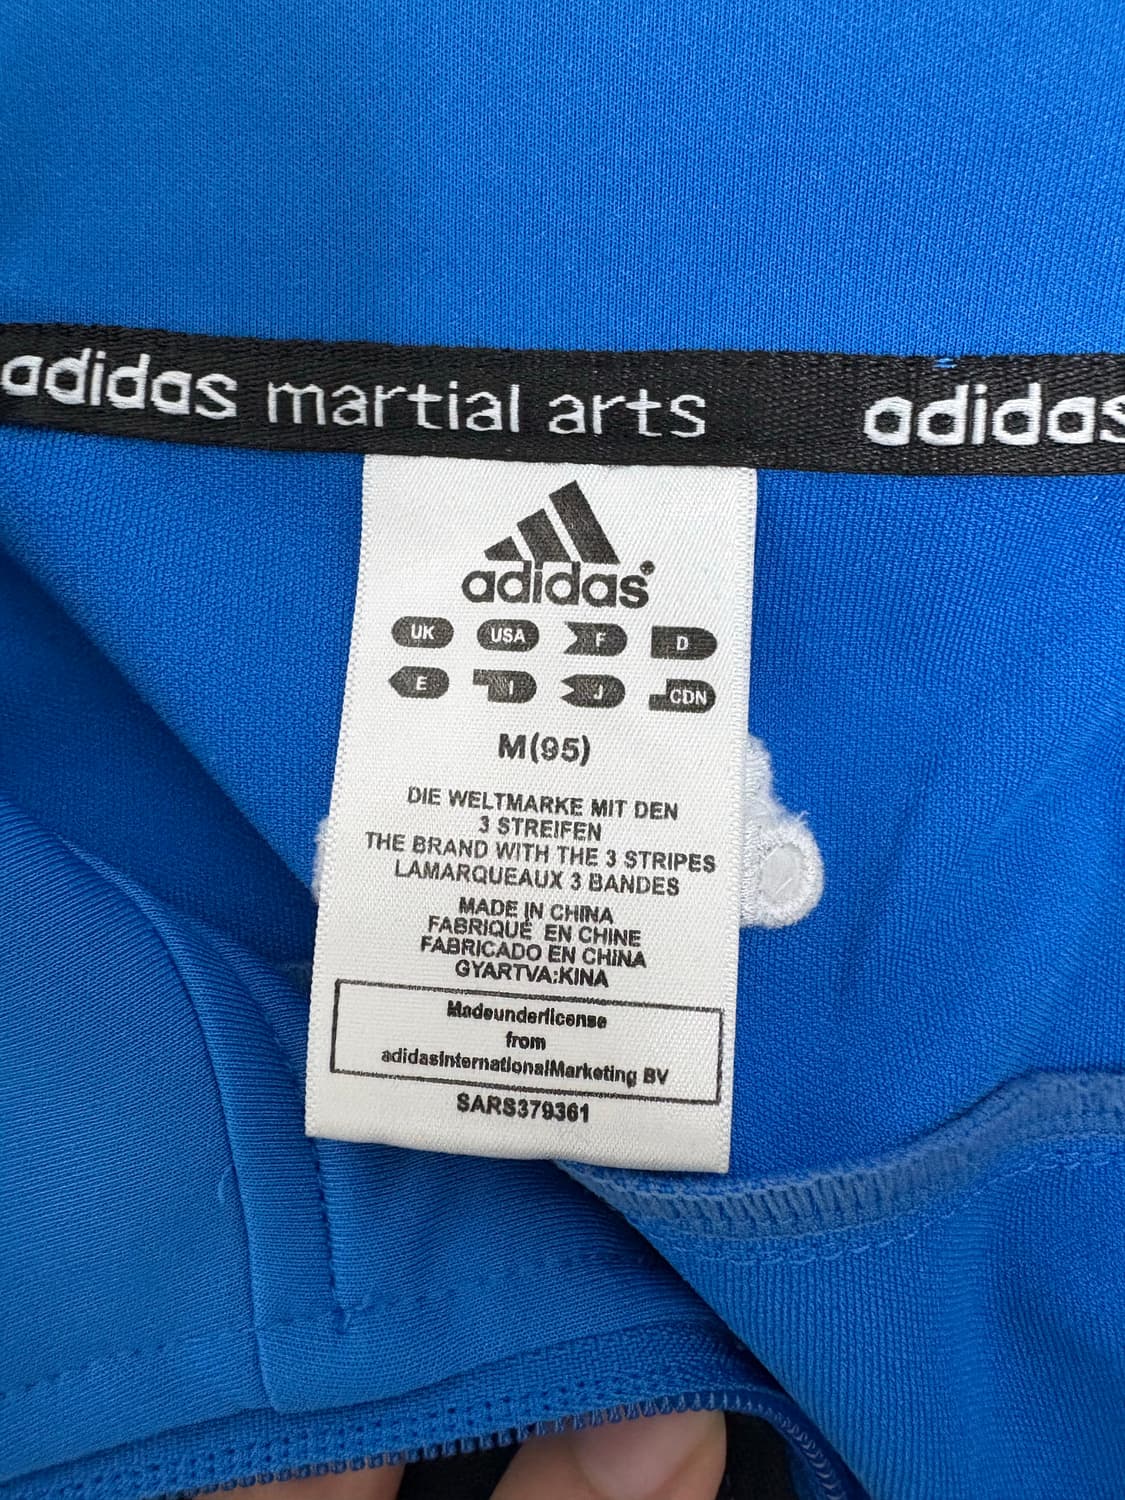 adidas martial arts adidas
adidas
UK USA F D
E I J CDN
M(95)
DIE WELTMARKE MIT DEN
3 STREIFEN
THE BRAND WITH THE 3 STRIPES
LAMARQUEAUX 3 BANDES
MADE IN CHINA
FABRIQUÉ EN CHINE
FABRICADO EN CHINA
GYARTVA:KINA
Madeunderlicense
from
adidasInternationalMarketing BV
SARS379361